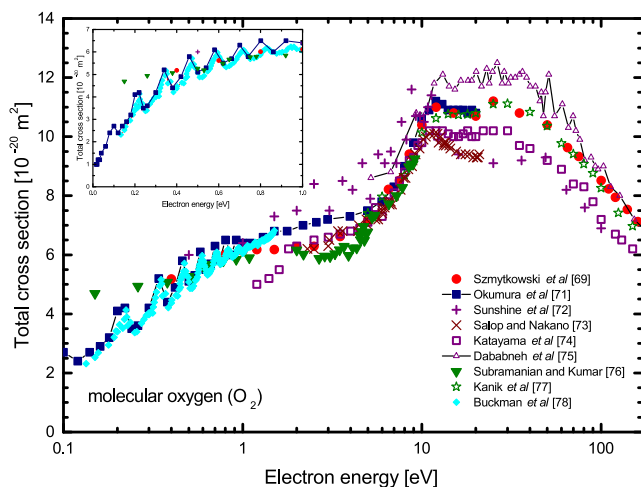 7
6
5
4
3
2
1
0
0.0
0.2
0.4
0.6
0.8
1.0
Total cross section [10⁻²⁰ m²]
Electron energy [eV]
14
12
10
8
6
4
2
0
Total cross section [10⁻²⁰ m²]
Szmytkowski et al [69]
Okumura et al [71]
Sunshine et al [72]
Salop and Nakano [73]
Katayama et al [74]
Dababneh et al [75]
Subramanian and Kumar [76]
Kanik et al [77]
Buckman et al [78]
molecular oxygen (O₂)
0.1
1
10
100
Electron energy [eV]